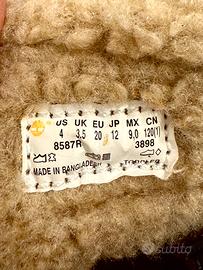 US UK EU JP MX CN
4 3,5 20 12 9,0 120(1)
8587R 3898
MADE IN BANGLADESH
subito